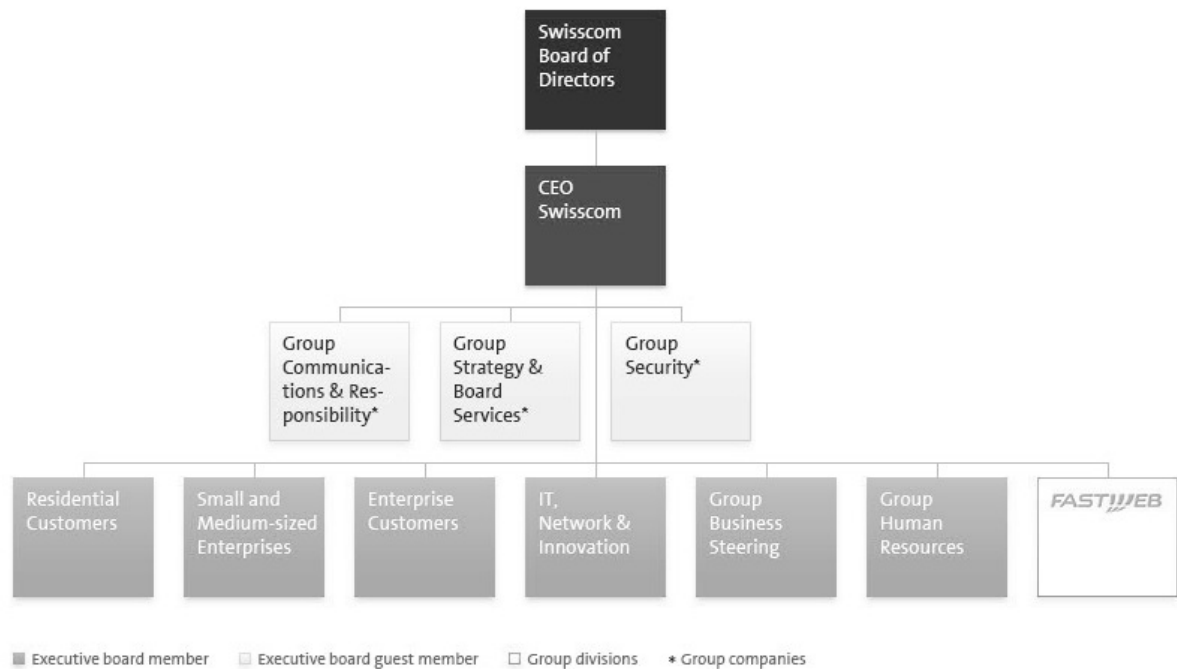 Swisscom
Board of
Directors
CEO
Swisscom
Group
Communica-
tions & Res-
ponsibility*
Group
Strategy &
Board
Services*
Group
Security*
Residential
Customers
Small and
Medium-sized
Enterprises
Enterprise
Customers
IT,
Network &
Innovation
Group
Business
Steering
Group
Human
Resources
FASTWEB
Executive board member
Executive board guest member
Group divisions
* Group companies